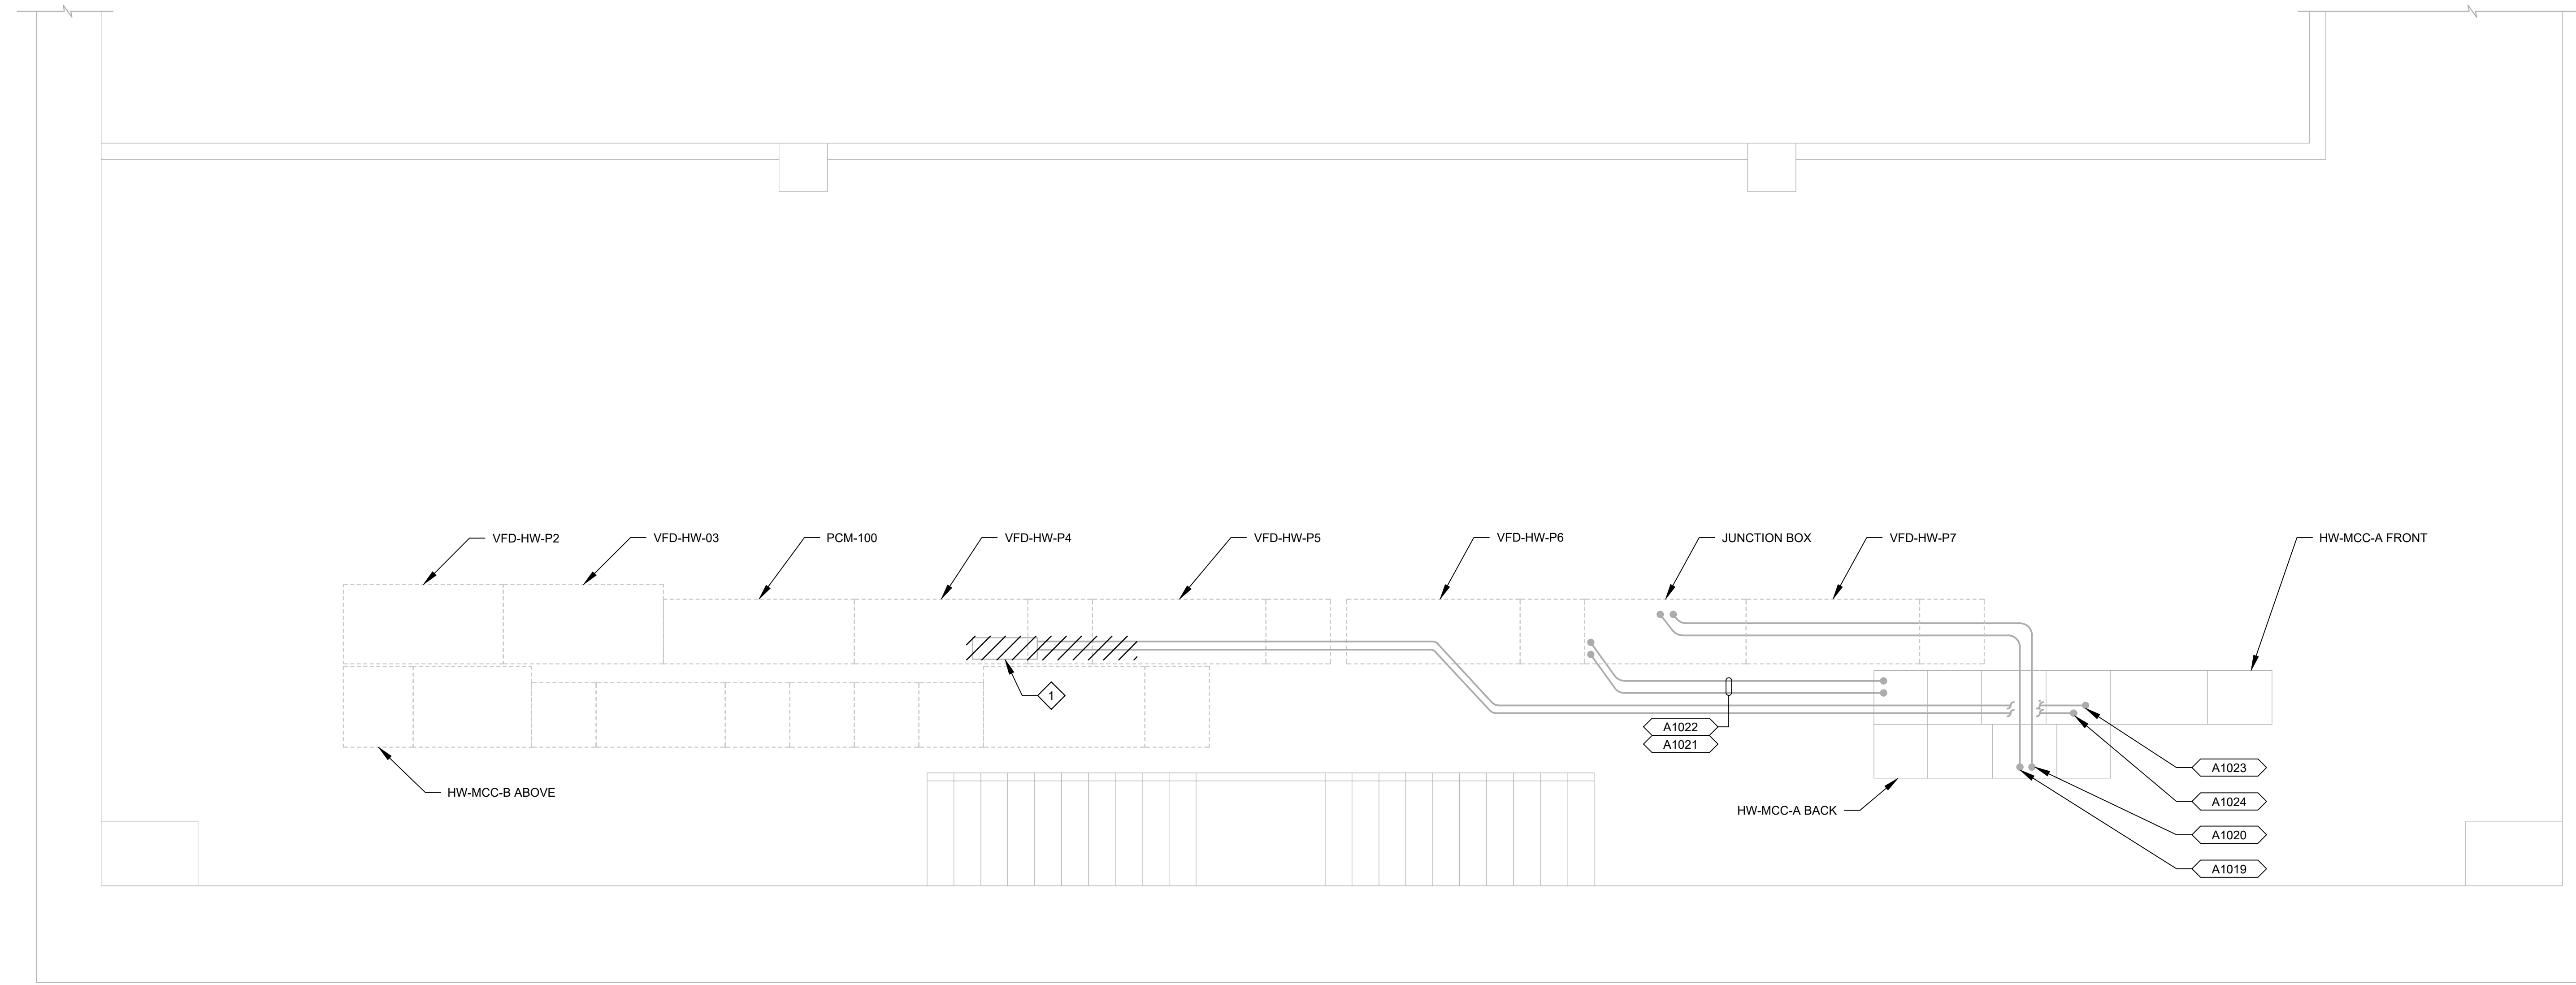 VFD-HW-P2
VFD-HW-03
PCM-100
VFD-HW-P4
VFD-HW-P5
VFD-HW-P6
JUNCTION BOX
VFD-HW-P7
HW-MCC-A FRONT
1
A1022
A1021
A1023
HW-MCC-B ABOVE
A1024
HW-MCC-A BACK
A1020
A1019